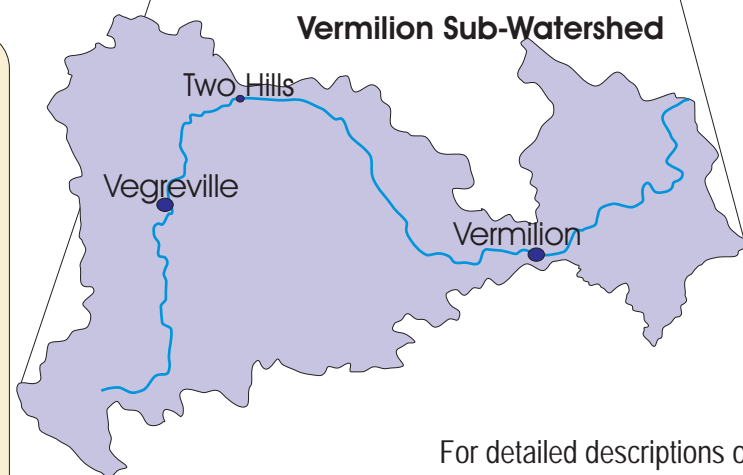 Vermilion Sub-Watershed
Two Hills
Vegreville
Vermilion
For detailed descriptions o